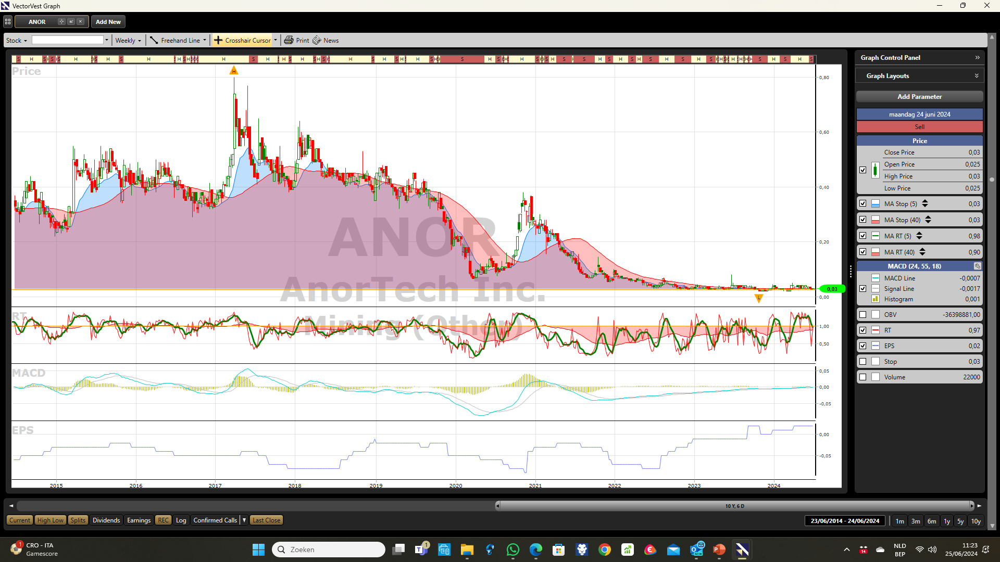 VectorVest Graph
ANOR
Add New
Stock
Weekly
Freehand Line
Crosshair Cursor
Print
News
Price
H
0,80
0,60
0,40
0,20
0,03
0,00
L
ANOR
AnorTech Inc.
Mining (Other)
RT
1,00
0,50
MACD
0,05
0,00
-0,05
EPS
0,00
-0,05
2015 2016 2017 2018 2019 2020 2021 2022 2023 2024
Graph Control Panel
Graph Layouts
Add Parameter
maandag 24 juni 2024
Sell
Price
Close Price 0,03
Open Price 0,025
High Price 0,03
Low Price 0,025
MA Stop (5) 0,03
MA Stop (40) 0,03
MA RT (5) 0,98
MA RT (40) 0,90
MACD (24, 55, 18)
MACD Line -0,0007
Signal Line -0,0017
Histogram 0,001
OBV -36398881,00
RT 0,97
EPS 0,02
Stop 0,03
Volume 22000
10 Y, 6 D
Current High Low Splits Dividends Earnings REC Log Confirmed Calls Last Close
23/06/2014 - 24/06/2024 1m 3m 6m 1y 5y 10y
1
CRO - ITA
Gamescore
Zoeken
1
NEW
14
NLD
BEP
11:23
25/06/2024